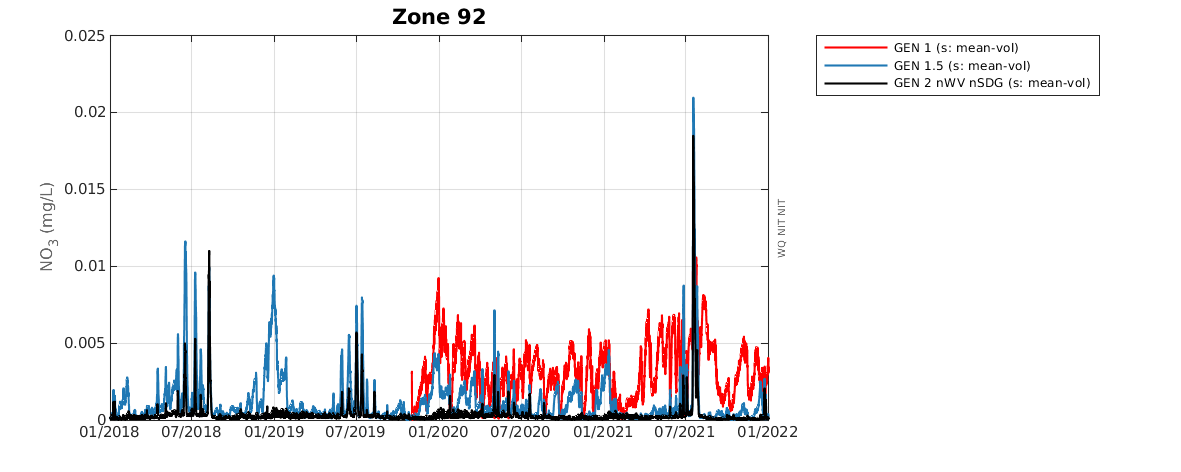 Zone 92
0.025
0.02
0.015
0.01
0.005
0
NO3 (mg/L)
01/2018
07/2018
01/2019
07/2019
01/2020
07/2020
01/2021
07/2021
01/2022
WQ NIT NIT
GEN 1 (s: mean-vol)
GEN 1.5 (s: mean-vol)
GEN 2 nWV nSDG (s: mean-vol)